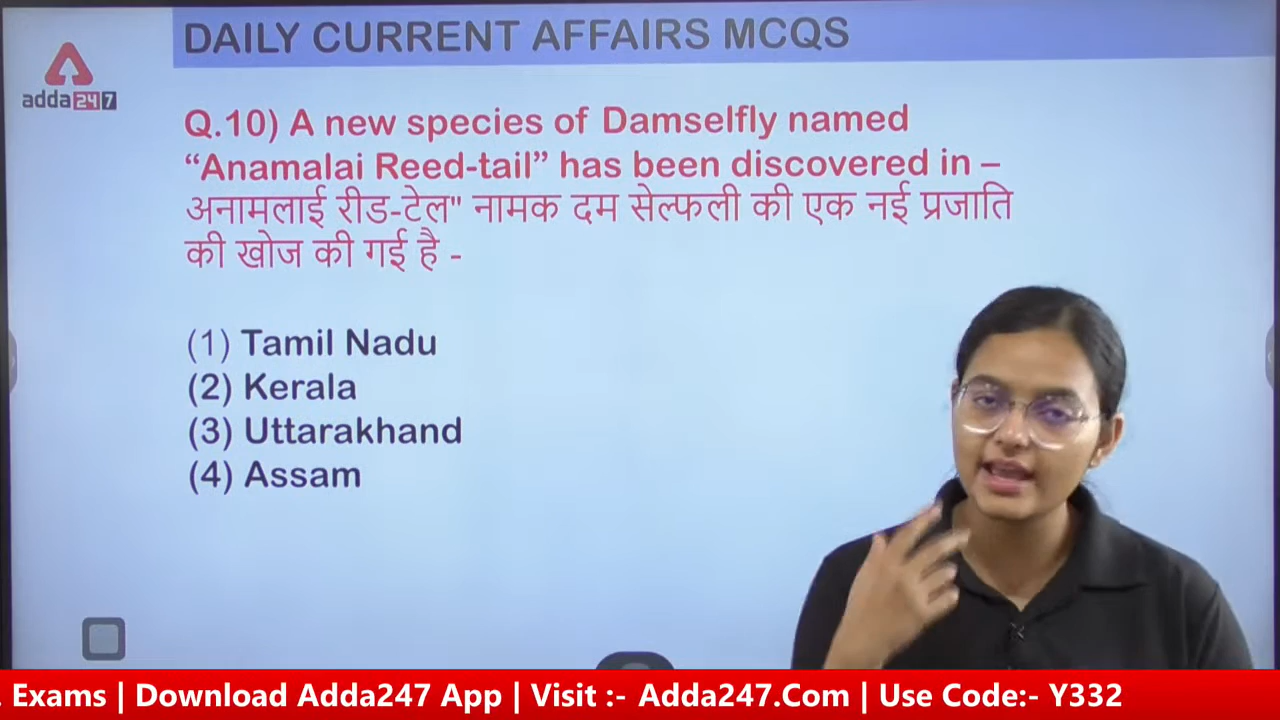 DAILY CURRENT AFFAIRS MCQS
adda247
Q.10) A new species of Damselfly named
“Anamalai Reed-tail” has been discovered in –
अनामलाई रीड-टेल" नामक दम सेल्फली की एक नई प्रजाति
की खोज की गई है -
(1) Tamil Nadu
(2) Kerala
(3) Uttarakhand
(4) Assam
Exams | Download Adda247 App | Visit :- Adda247.Com | Use Code:- Y332